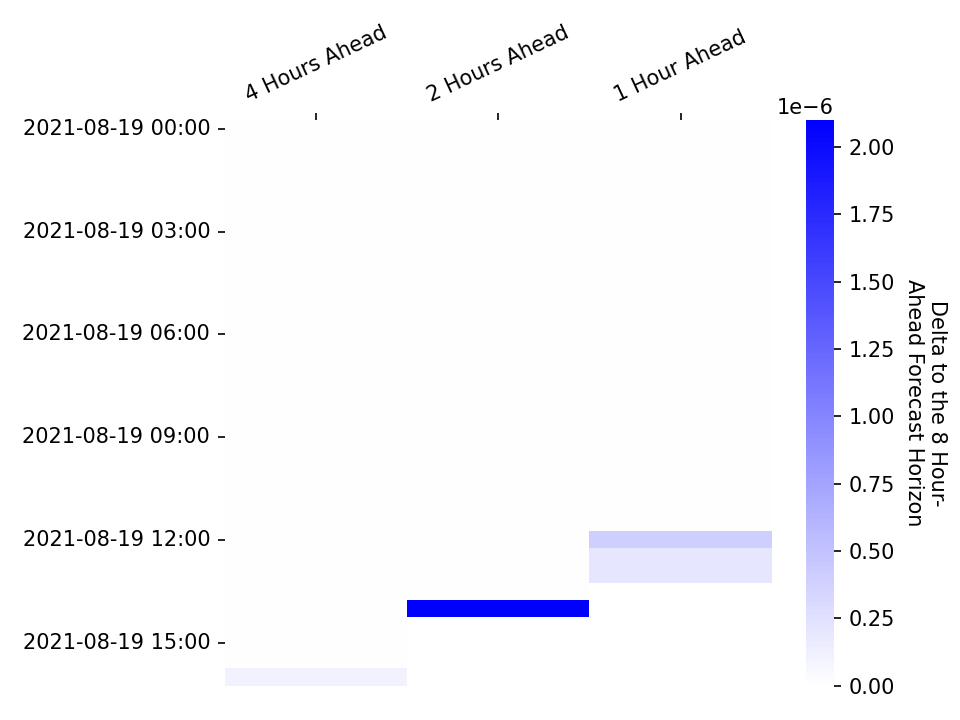 4 Hours Ahead
2 Hours Ahead
1 Hour Ahead
1e−6
2021-08-19 00:00
2021-08-19 03:00
2021-08-19 06:00
2021-08-19 09:00
2021-08-19 12:00
2021-08-19 15:00
2.00
1.75
1.50
1.25
1.00
0.75
0.50
0.25
0.00
Delta to the 8 Hour-
Ahead Forecast Horizon